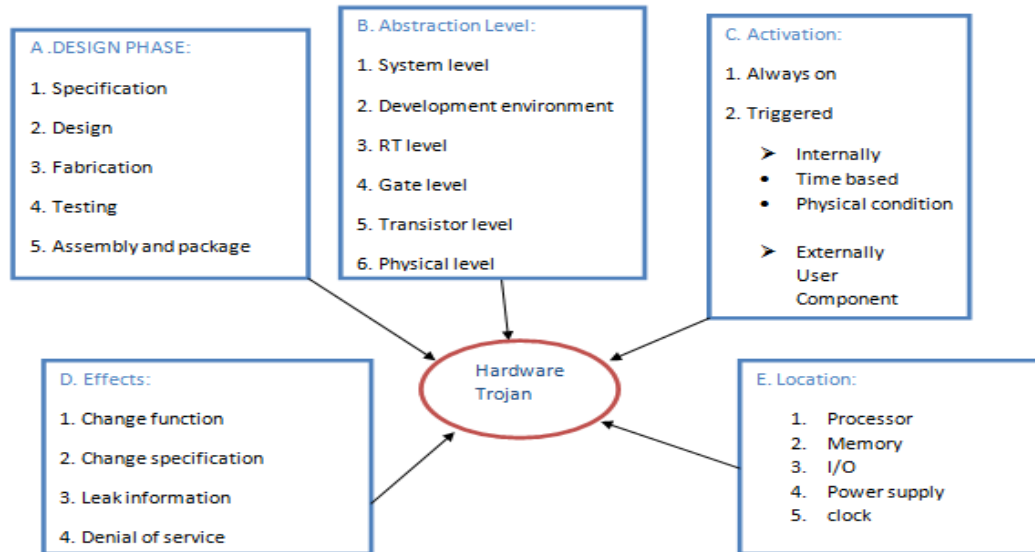 A .DESIGN PHASE:
1. Specification
2. Design
3. Fabrication
4. Testing
5. Assembly and package
B. Abstraction Level:
1. System level
2. Development environment
3. RT level
4. Gate level
5. Transistor level
6. Physical level
C. Activation:
1. Always on
2. Triggered
➤ Internally
• Time based
• Physical condition
➤ Externally
User
Component
Hardware
Trojan
D. Effects:
1. Change function
2. Change specification
3. Leak information
4. Denial of service
E. Location:
1. Processor
2. Memory
3. I/O
4. Power supply
5. clock